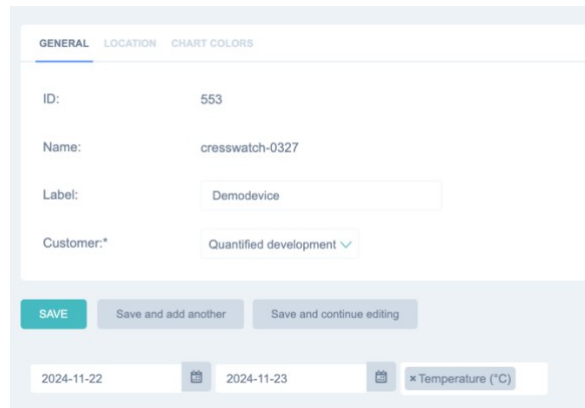 GENERAL LOCATION CHART COLORS
ID: 553
Name: cresswatch-0327
Label: Demodevice
Customer:* Quantified development
SAVE Save and add another Save and continue editing
2024-11-22 2024-11-23 × Temperature (°C)